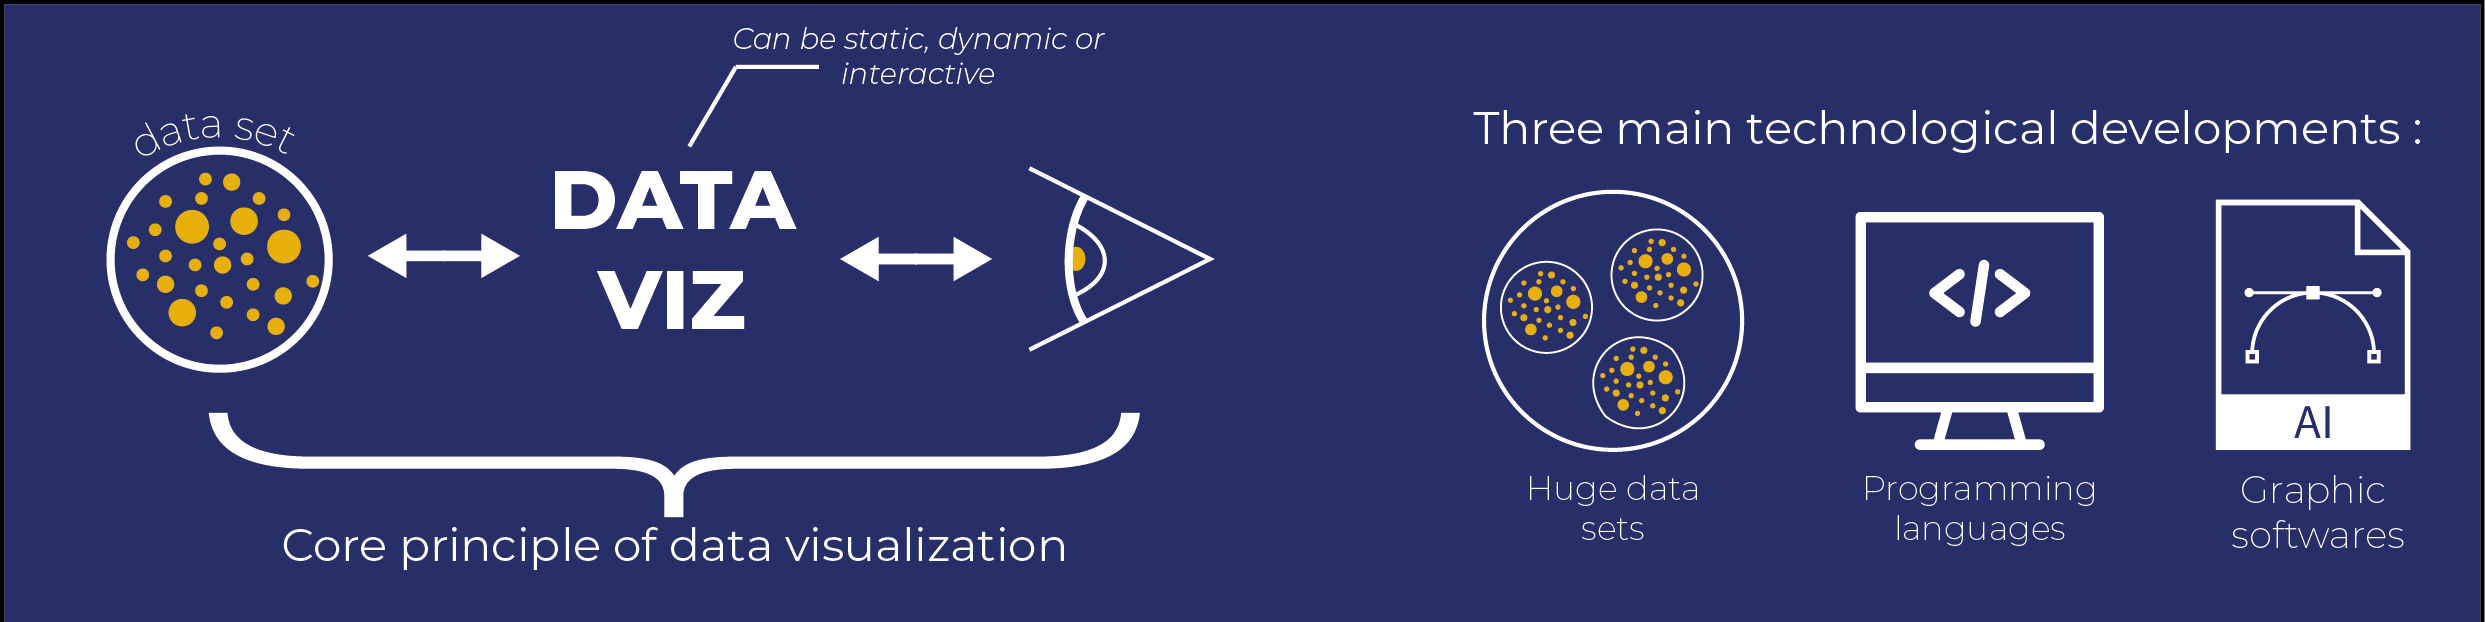 Can be static, dynamic or
interactive
data set
DATA
VIZ
Core principle of data visualization
Three main technological developments :
</>
AI
Huge data
sets
Programming
languages
Graphic
softwares